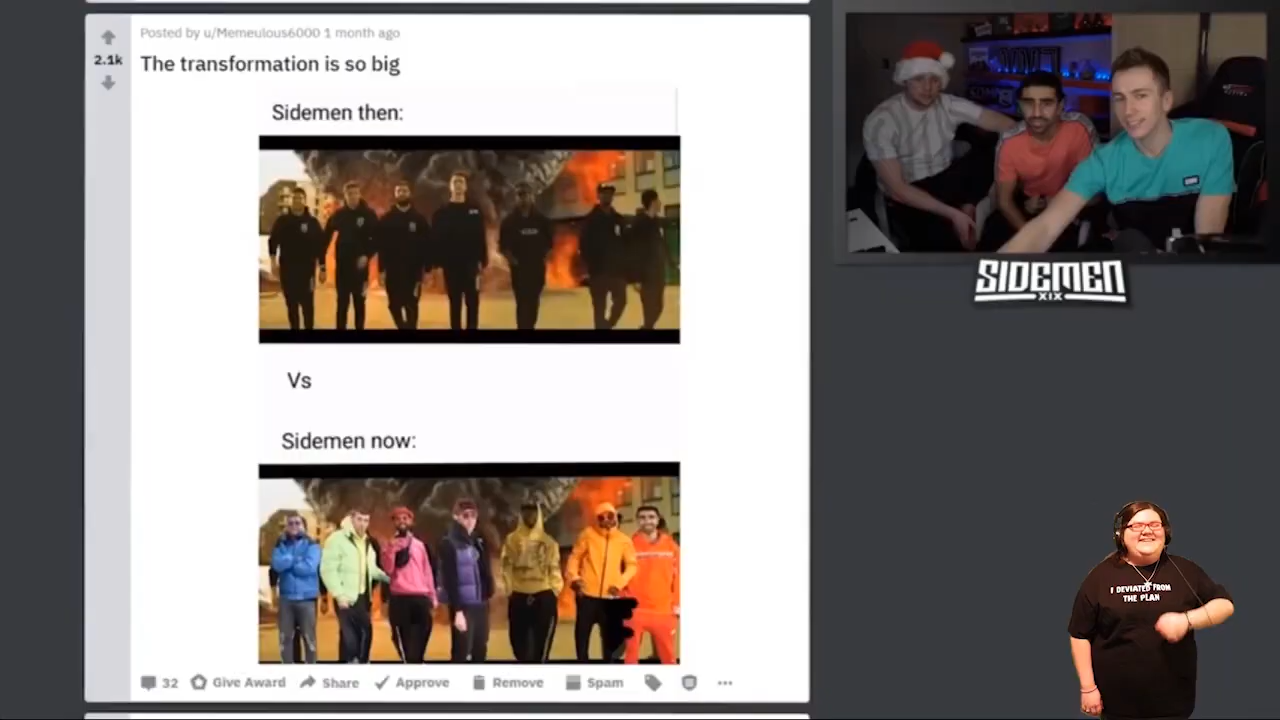 Posted by u/Memeulous6000 1 month ago
2.1k
The transformation is so big
Sidemen then:
Vs
Sidemen now:
32 Give Award Share Approve Remove Spam
SIDEMEN
XIX
I DEVIATED FROM
THE PLAN